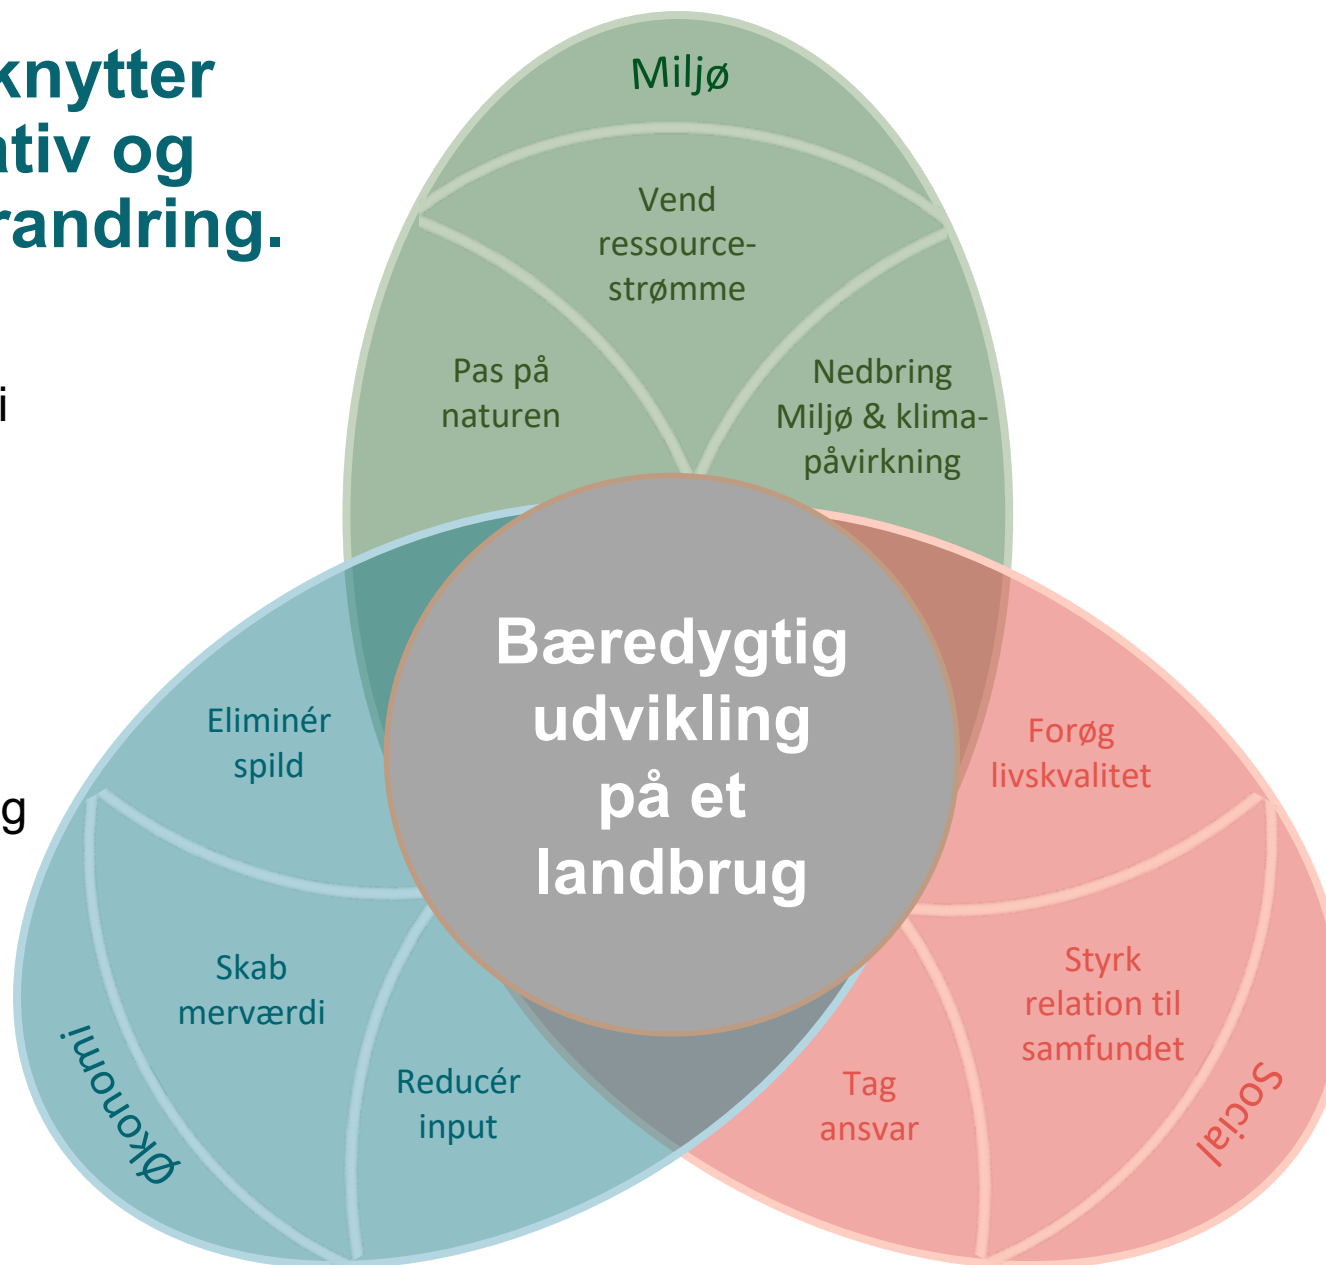 knytter
ativ og
randring.
i
g
Miljø
Vend
ressource-
strømme
Pas på
naturen
Nedbring
Miljø & klima-
påvirkning
Bæredygtig
udvikling
på et
landbrug
Eliminér
spild
Skab
merværdi
Reducér
input
Økonomi
Forøg
livskvalitet
Styrk
relation til
samfundet
Tag
ansvar
Social